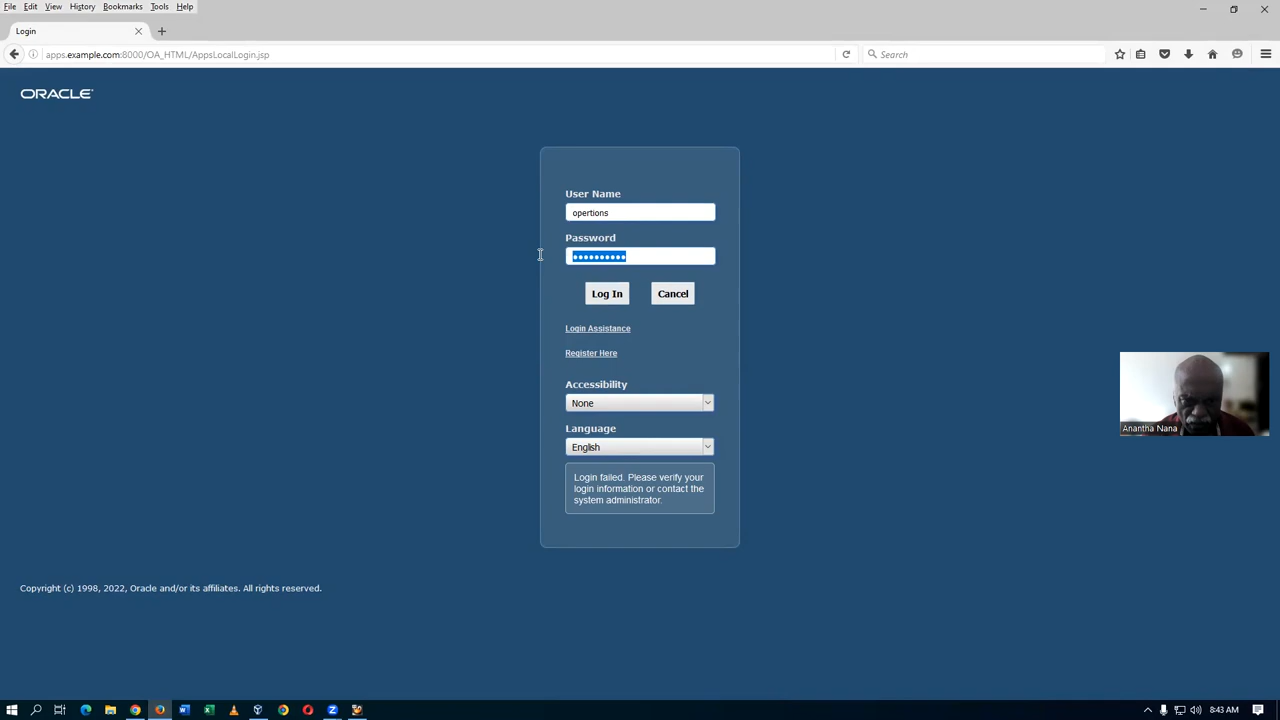 File Edit View History Bookmarks Tools Help
Login
apps.example.com:8000/OA_HTML/AppsLocalLogin.jsp
Search
ORACLE
User Name
opertions
Password
Log In Cancel
Login Assistance
Register Here
Accessibility
None
Language
English
Login failed. Please verify your
login information or contact the
system administrator.
Anantha Nana
Copyright (c) 1998, 2022, Oracle and/or its affiliates. All rights reserved.
8:43 AM